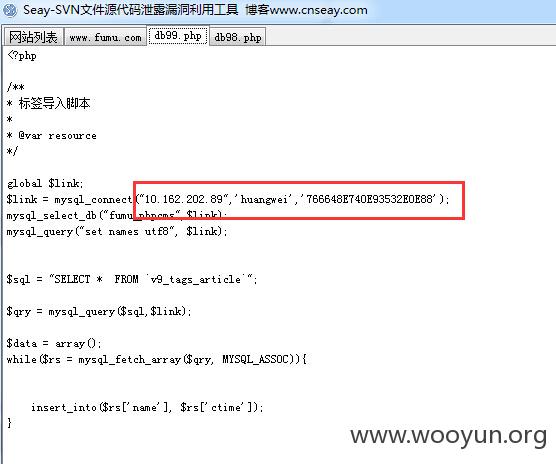 Seay-SVN文件源代码泄露漏洞利用工具 博客www.cnseay.com
网站列表 www.fumu.com db99.php db98.php
<?php
/**
* 标签导入脚本
*
* @var resource
*/
global $link;
$link = mysql_connect("10.162.202.89",'huangwei','766648E740E93532E0E88');
mysql_select_db("fumu_phpcms",$link);
mysql_query("set names utf8", $link);
$sql = "SELECT *  FROM `v9_tags_article`";
$qry = mysql_query($sql,$link);
$data = array();
while($rs = mysql_fetch_array($qry, MYSQL_ASSOC)){
insert_into($rs['name'], $rs['ctime']);
}
www.wooyun.org